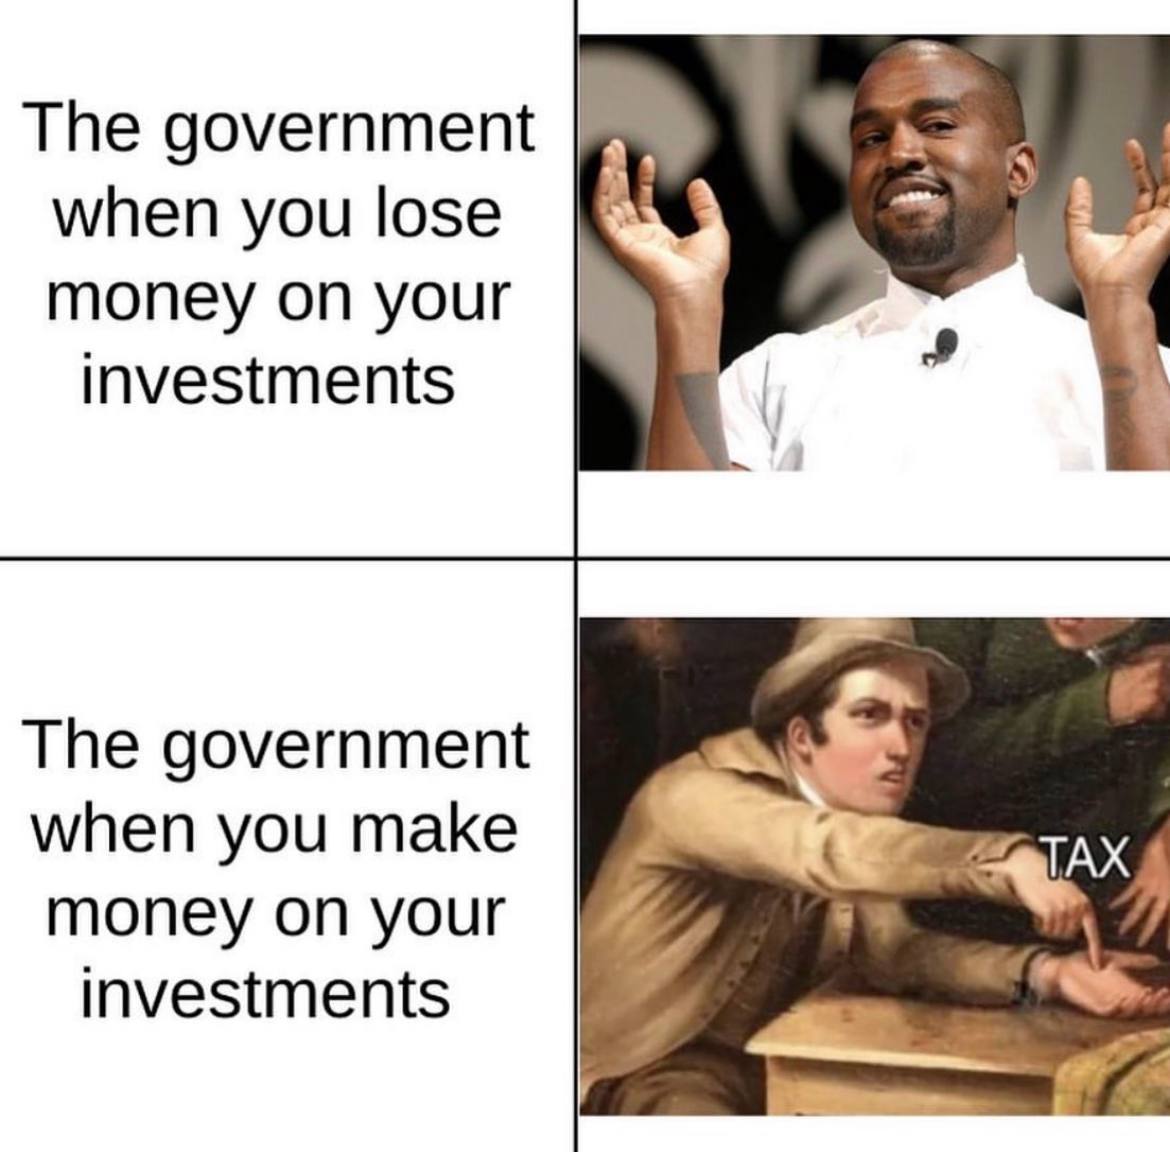 The government
when you lose
money on your
investments
The government
when you make
money on your
investments
TAX